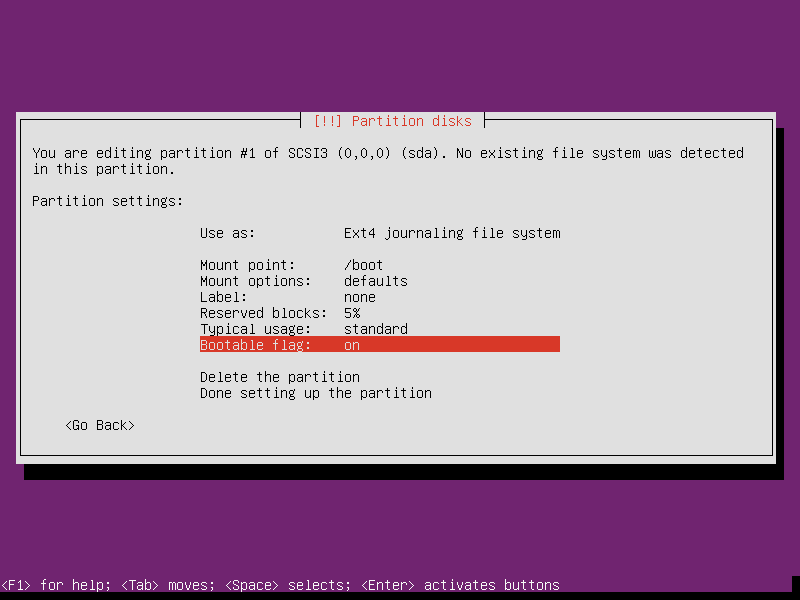 [!!] Partition disks
You are editing partition #1 of SCSI3 (0,0,0) (sda). No existing file system was detected
in this partition.
Partition settings:
Use as: Ext4 journaling file system
Mount point: /boot
Mount options: defaults
Label: none
Reserved blocks: 5%
Typical usage: standard
Bootable flag: on
Delete the partition
Done setting up the partition
<Go Back>
<F1> for help; <Tab> moves; <Space> selects; <Enter> activates buttons